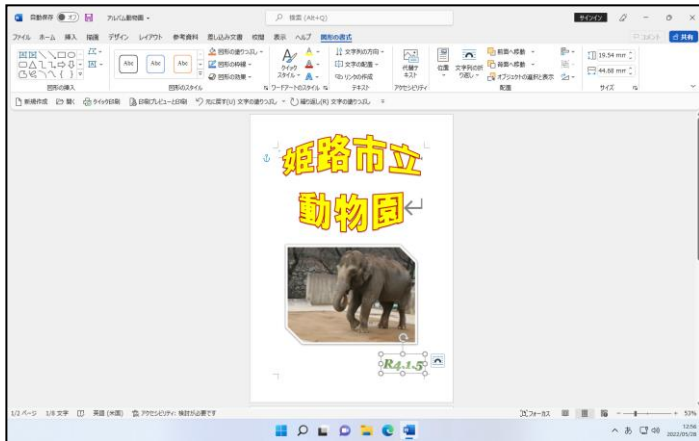 自動保存 アルバム動物園 検索 (Alt+Q) サインイン
ファイル ホーム 挿入 描画 デザイン レイアウト 参考資料 差し込み文書 校閲 表示 ヘルプ 図形の書式 コメント 共有
Abc Abc Abc
図形の塗りつぶし
図形の枠線
図形の効果
クイック スタイル
文字列の方向
文字の配置
リンクの作成
代替テキスト
位置
文字列の折り返し
前面へ移動
背面へ移動
オブジェクトの選択と表示
19.54 mm
44.68 mm
図形の挿入 図形のスタイル ワードアートのスタイル テキスト アクセシビリティ 配置 サイズ
新規作成 開く クイック印刷 印刷プレビューと印刷 元に戻す(U) 文字の塗りつぶし 繰り返し(R) 文字の塗りつぶし
姫路市立
動物園
R4.1.5
1/2 ページ 1/8 文字 英語 (米国) アクセシビリティ: 検討が必要です フォーカス 53%
あ 12:56
2022/05/28